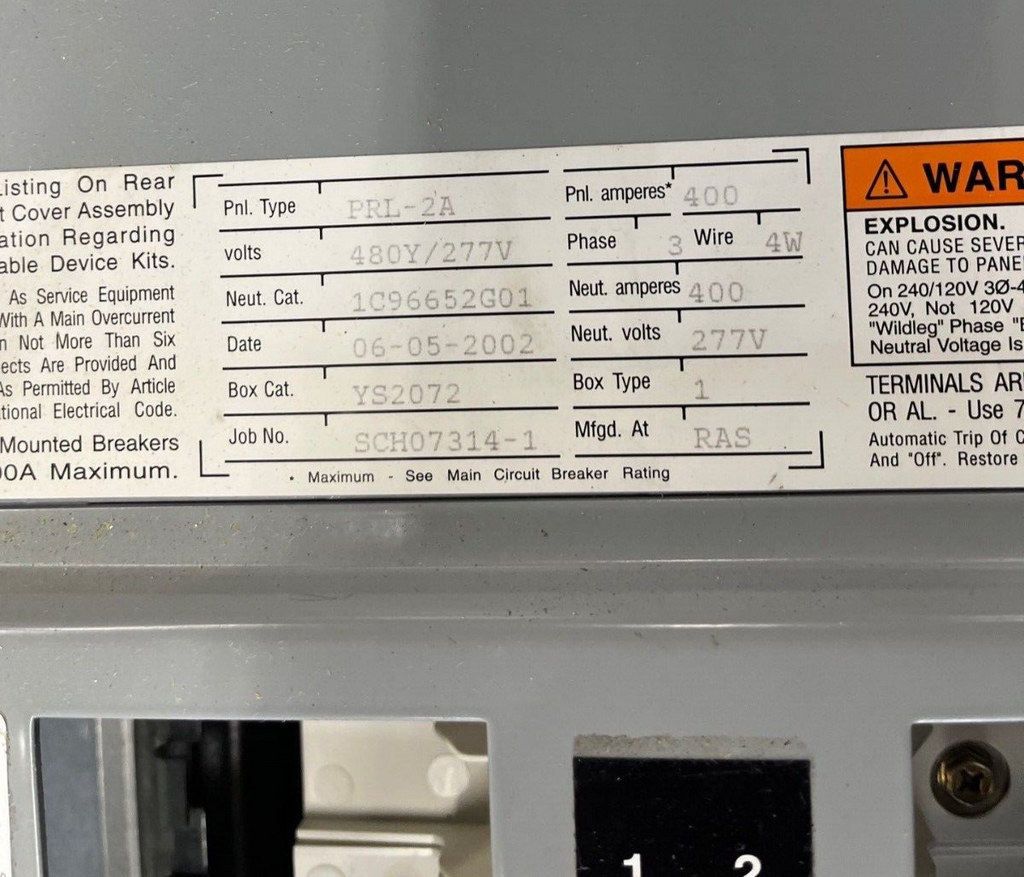 Listing On Rear
t Cover Assembly
ation Regarding
able Device Kits.
As Service Equipment
With A Main Overcurrent
n Not More Than Six
ects Are Provided And
As Permitted By Article
tional Electrical Code.
Mounted Breakers
00A Maximum.
Pnl. Type PRL-2A
Pnl. amperes* 400
volts 480Y/277V
Phase 3 Wire 4W
Neut. Cat. 1C96652G01
Neut. amperes 400
Date 06-05-2002
Neut. volts 277V
Box Cat. YS2072
Box Type 1
Job No. SCH07314-1
Mfgd. At RAS
• Maximum - See Main Circuit Breaker Rating
WAR
EXPLOSION.
CAN CAUSE SEVER
DAMAGE TO PANE
On 240/120V 3Ø-4
240V, Not 120V
"Wildleg" Phase "B
Neutral Voltage Is
TERMINALS AR
OR AL. - Use 7
Automatic Trip Of C
And "Off". Restore
1 2